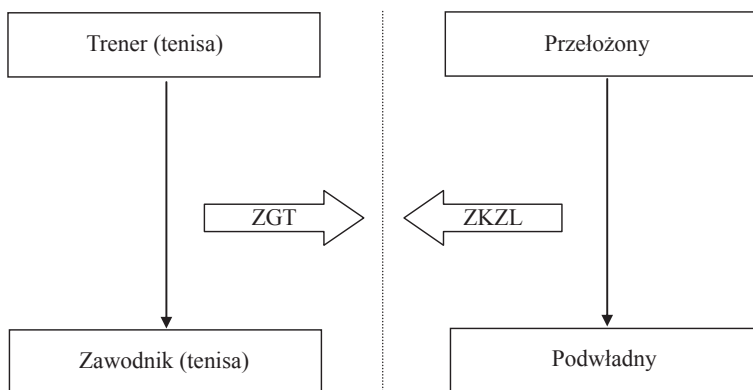 Trener (tenisa)
Przełożony
ZGT
ZKZL
Zawodnik (tenisa)
Podwładny